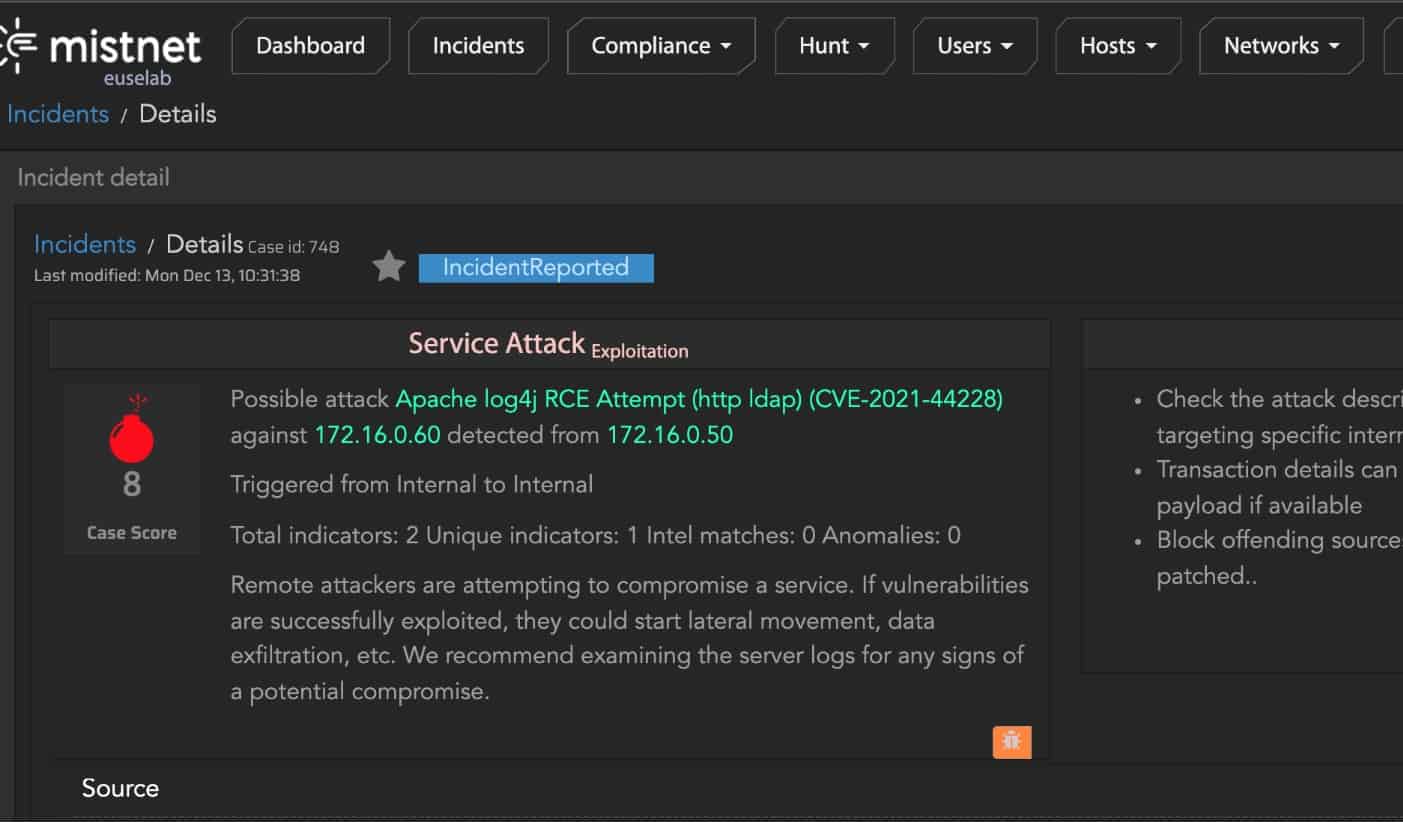 mistnet
euselab
Dashboard
Incidents
Compliance
Hunt
Users
Hosts
Networks
Incidents / Details
Incident detail
Incidents / Details Case id: 748
Last modified: Mon Dec 13, 10:31:38
IncidentReported
Service Attack Exploitation
8
Case Score
Possible attack Apache log4j RCE Attempt (http ldap) (CVE-2021-44228)
against 172.16.0.60 detected from 172.16.0.50
Triggered from Internal to Internal
Total indicators: 2 Unique indicators: 1 Intel matches: 0 Anomalies: 0
Remote attackers are attempting to compromise a service. If vulnerabilities
are successfully exploited, they could start lateral movement, data
exfiltration, etc. We recommend examining the server logs for any signs of
a potential compromise.
• Check the attack descri
targeting specific intern
• Transaction details can
payload if available
• Block offending source
patched..
Source